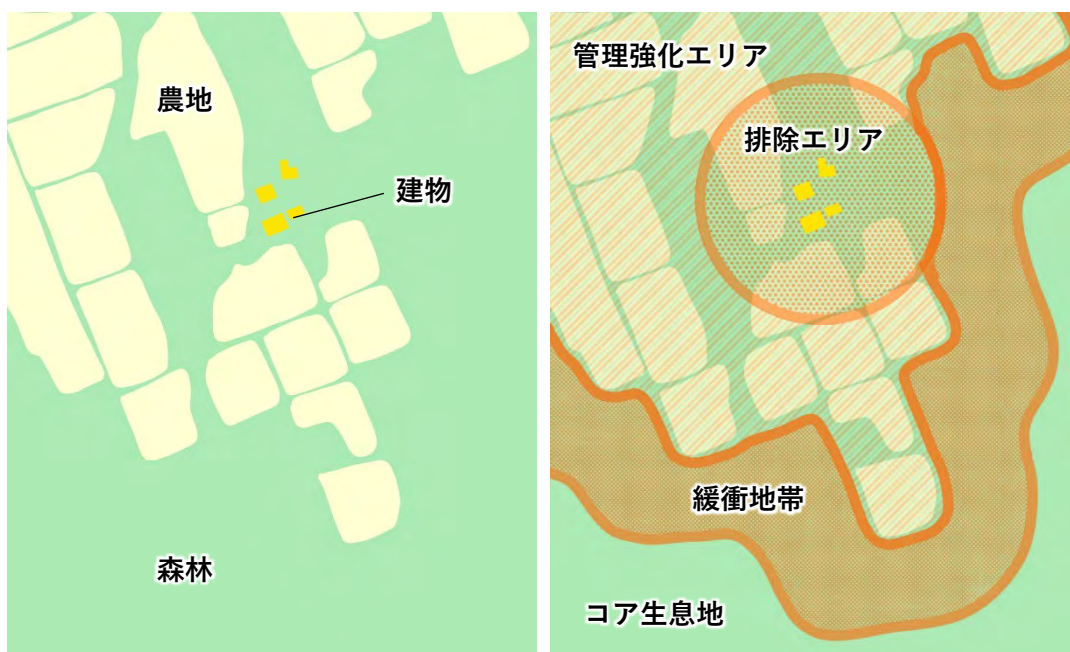 農地
建物
森林
管理強化エリア
排除エリア
緩衝地帯
コア生息地